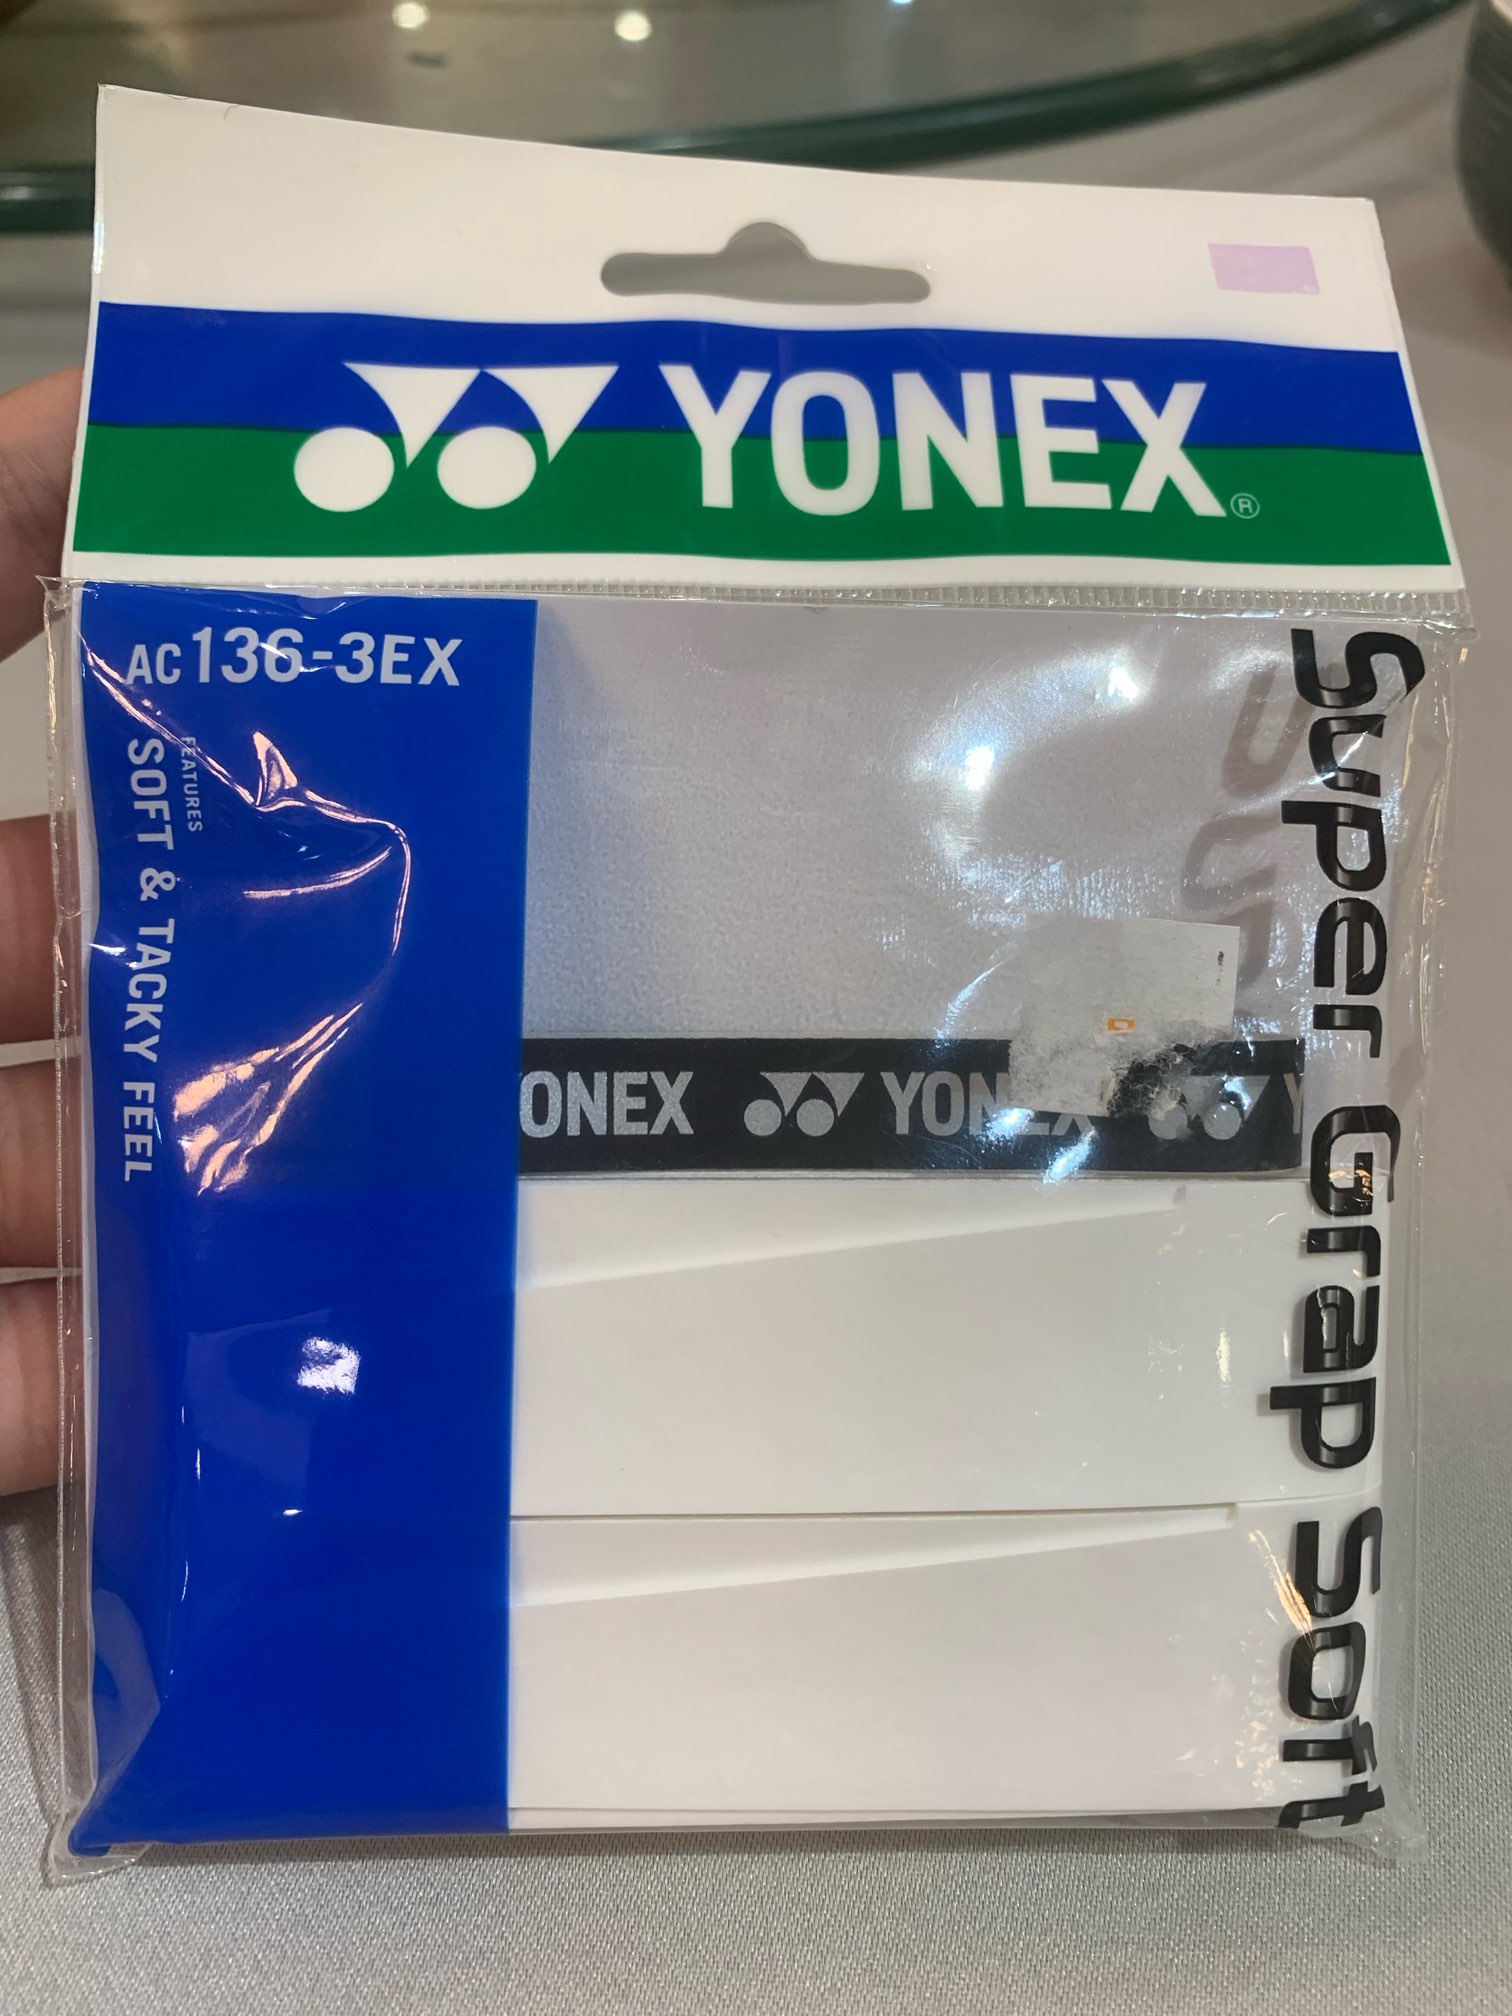 YONEX®
AC136-3EX
FEATURES
SOFT & TACKY FEEL
Super Grap Soft
ONEX YONEX Y